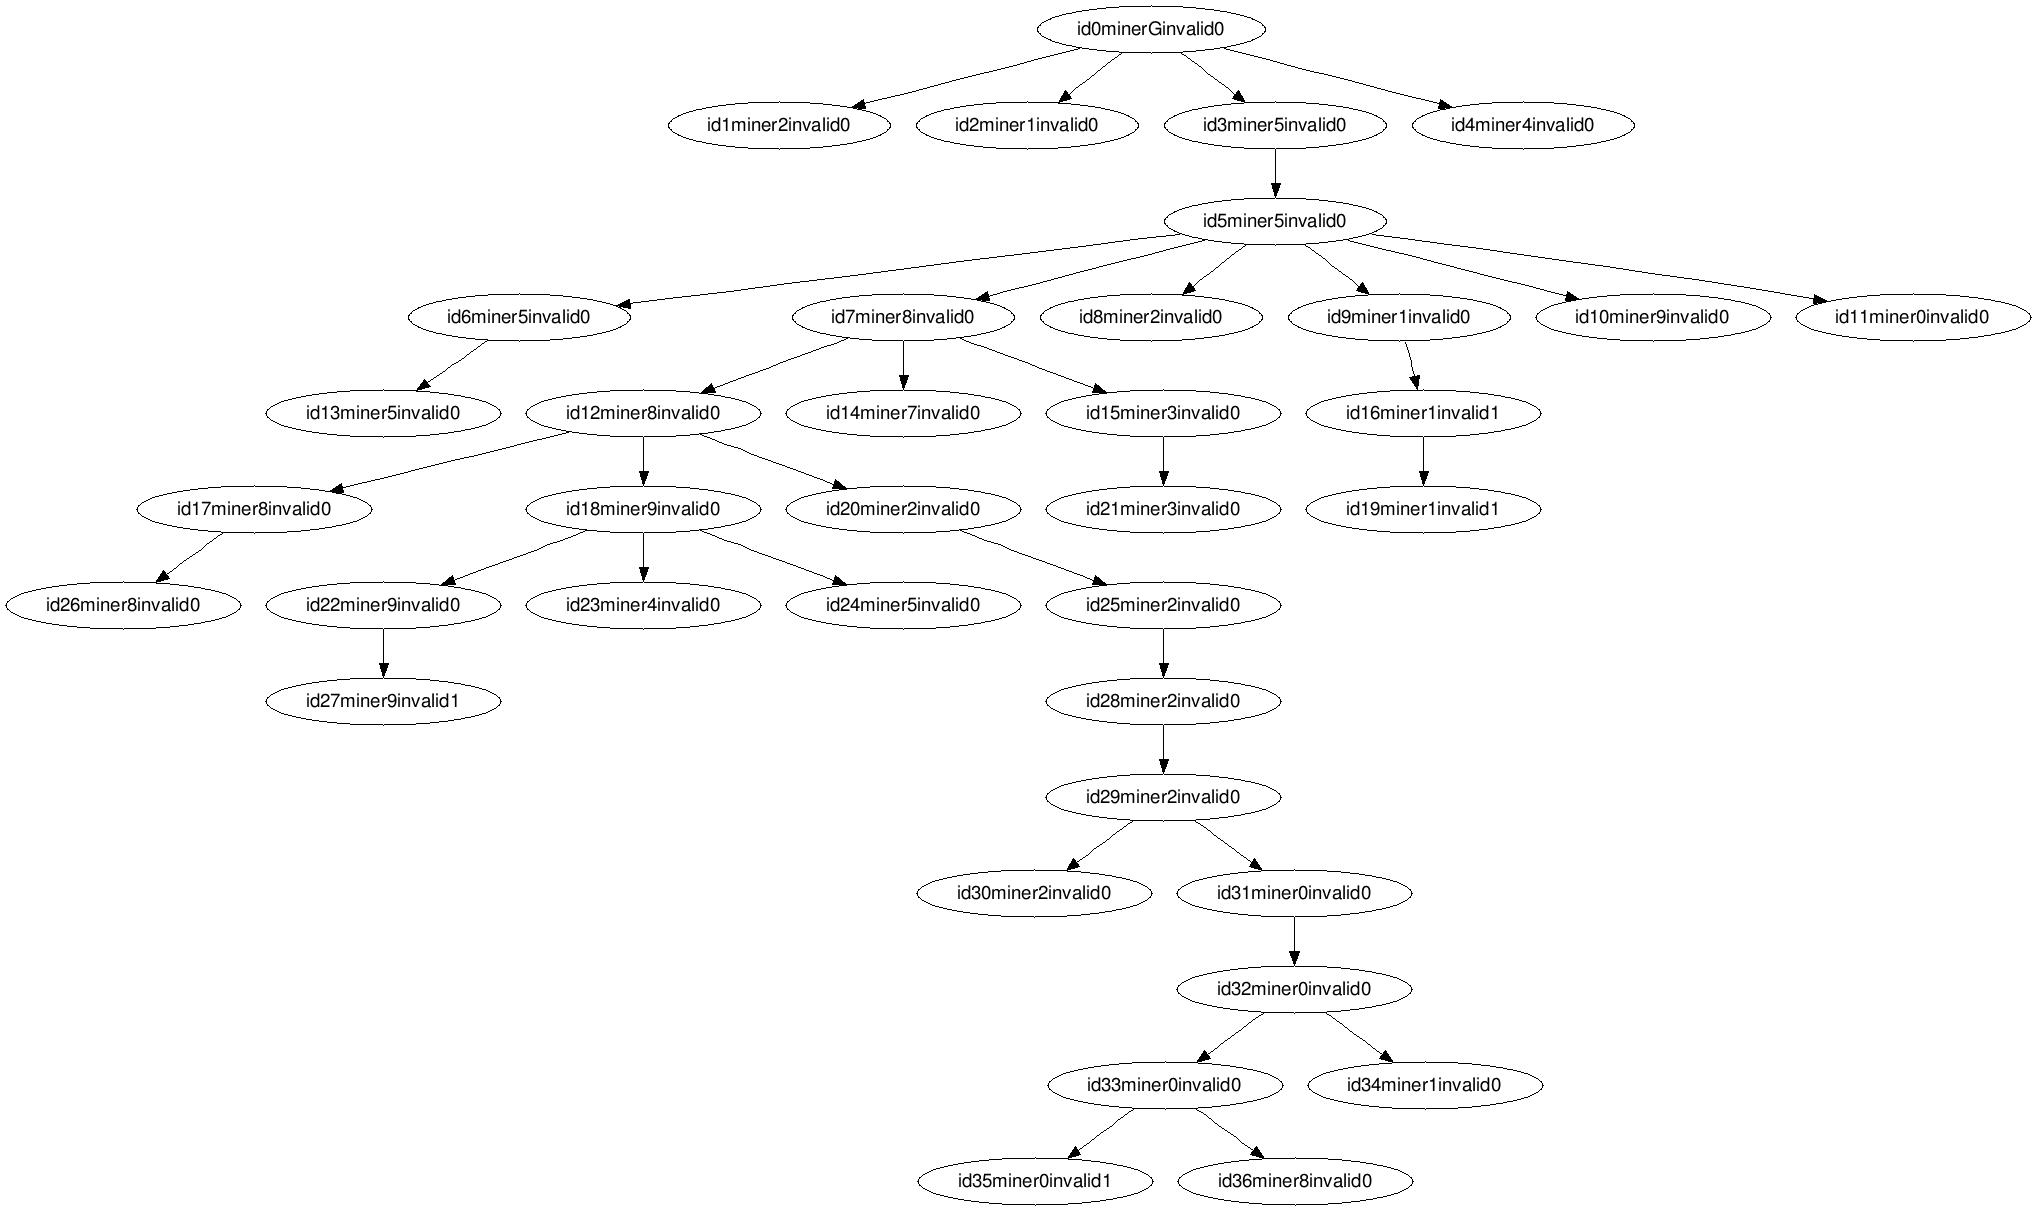 id0minerGinvalid0
id1miner2invalid0
id2miner1invalid0
id3miner5invalid0
id4miner4invalid0
id5miner5invalid0
id6miner5invalid0
id7miner8invalid0
id8miner2invalid0
id9miner1invalid0
id10miner9invalid0
id11miner0invalid0
id13miner5invalid0
id12miner8invalid0
id14miner7invalid0
id15miner3invalid0
id16miner1invalid1
id17miner8invalid0
id18miner9invalid0
id20miner2invalid0
id21miner3invalid0
id19miner1invalid1
id26miner8invalid0
id22miner9invalid0
id23miner4invalid0
id24miner5invalid0
id25miner2invalid0
id27miner9invalid1
id28miner2invalid0
id29miner2invalid0
id30miner2invalid0
id31miner0invalid0
id32miner0invalid0
id33miner0invalid0
id34miner1invalid0
id35miner0invalid1
id36miner8invalid0